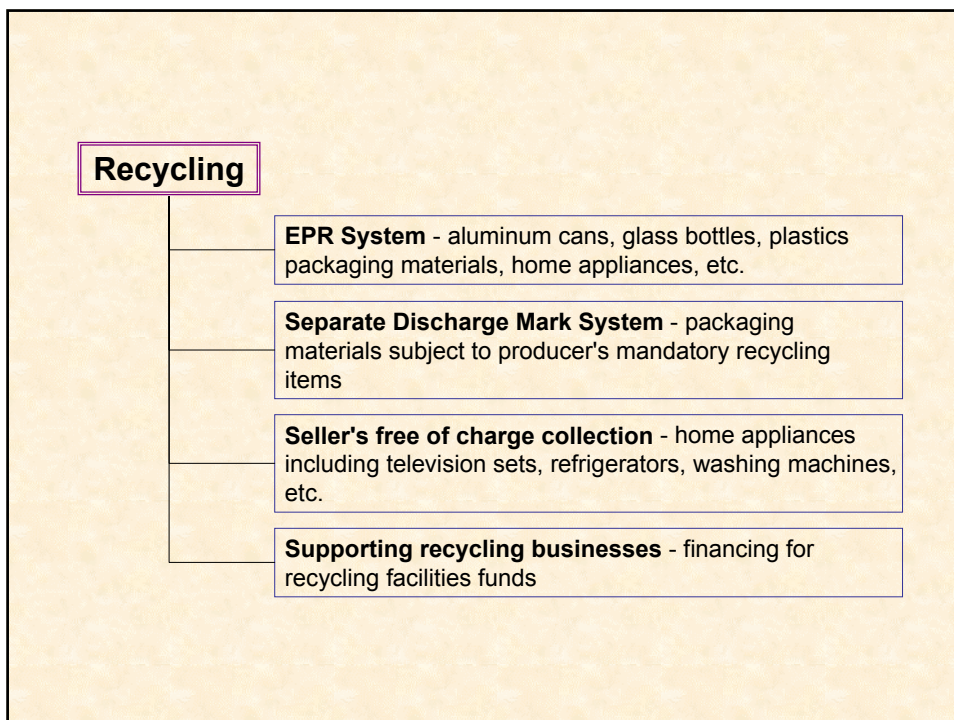 Recycling
EPR System - aluminum cans, glass bottles, plastics
packaging materials, home appliances, etc.
Separate Discharge Mark System - packaging
materials subject to producer's mandatory recycling
items
Seller's free of charge collection - home appliances
including television sets, refrigerators, washing machines,
etc.
Supporting recycling businesses - financing for
recycling facilities funds